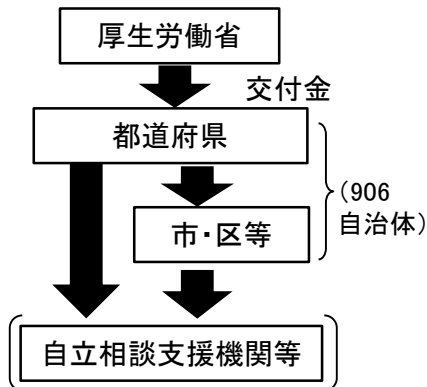 厚生労働省
交付金
都道府県
(906
自治体)
市・区等
自立相談支援機関等